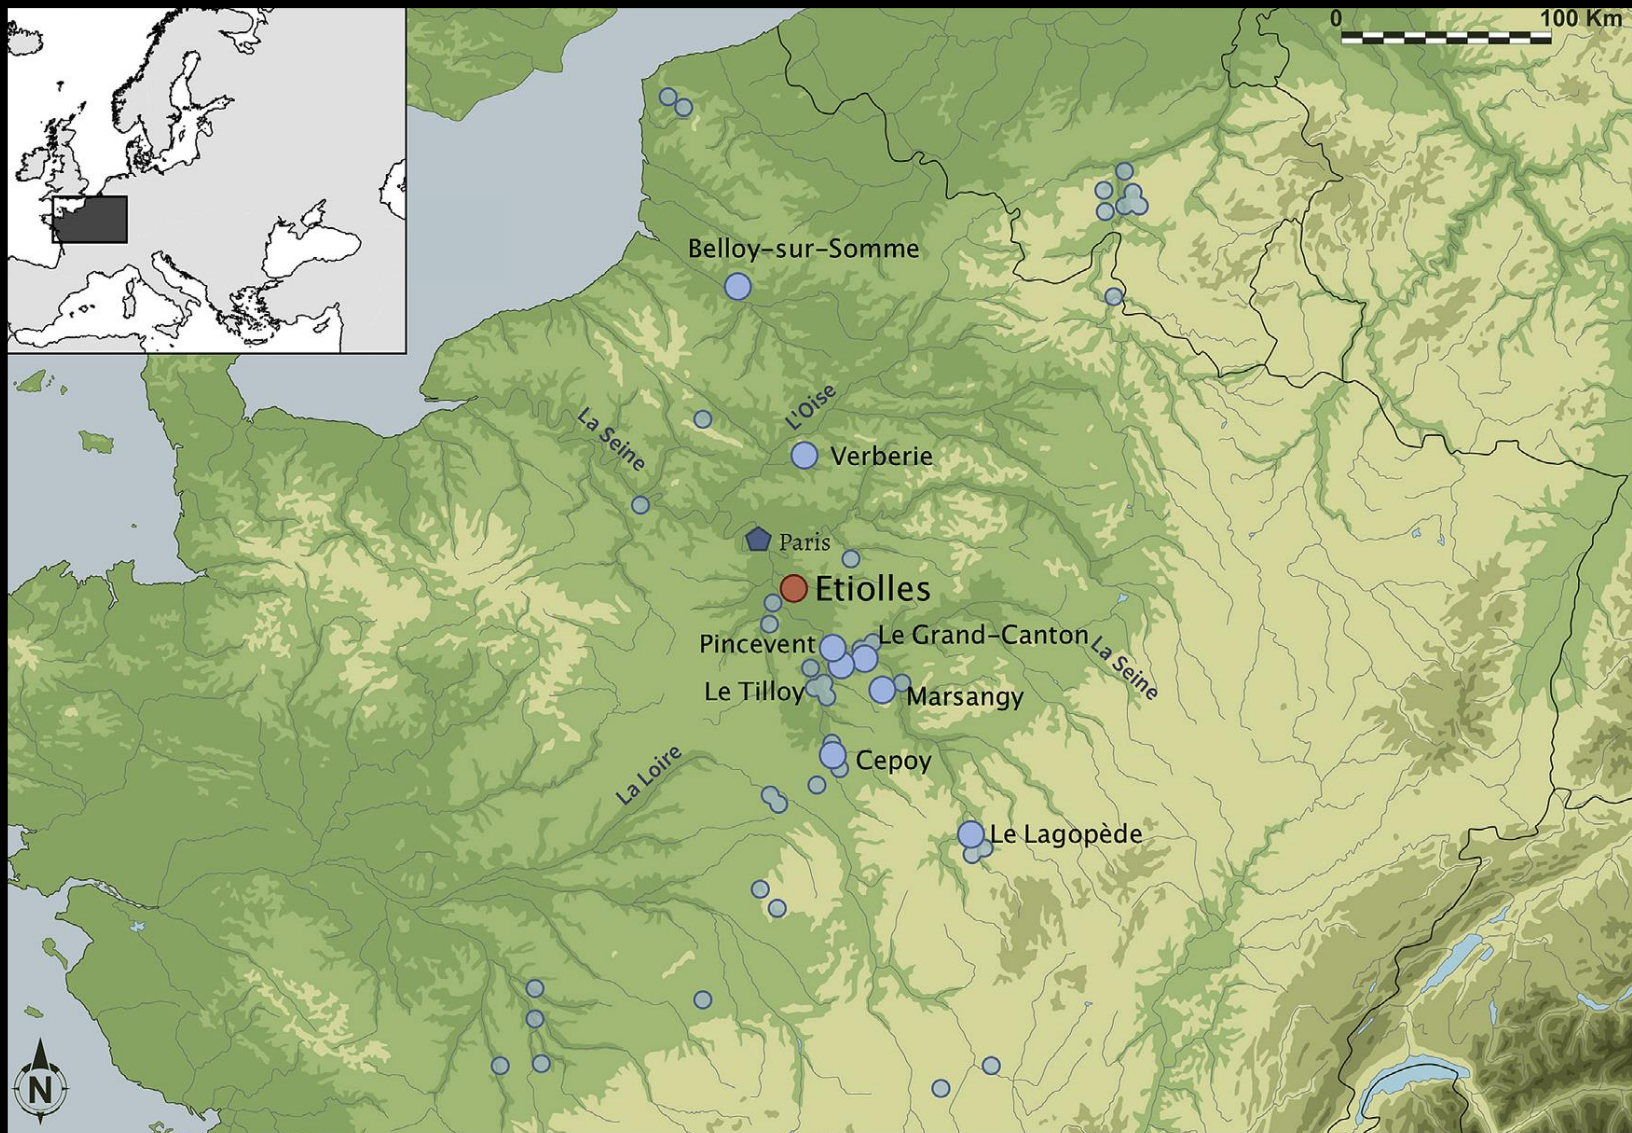 0 100 Km
Belloy-sur-Somme
L'Oise
La Seine
Verberie
Paris
Etiolles
Le Grand-Canton
Pincevent
La Seine
Le Tilloy
Marsangy
La Loire
Cepoy
Le Lagopède
N